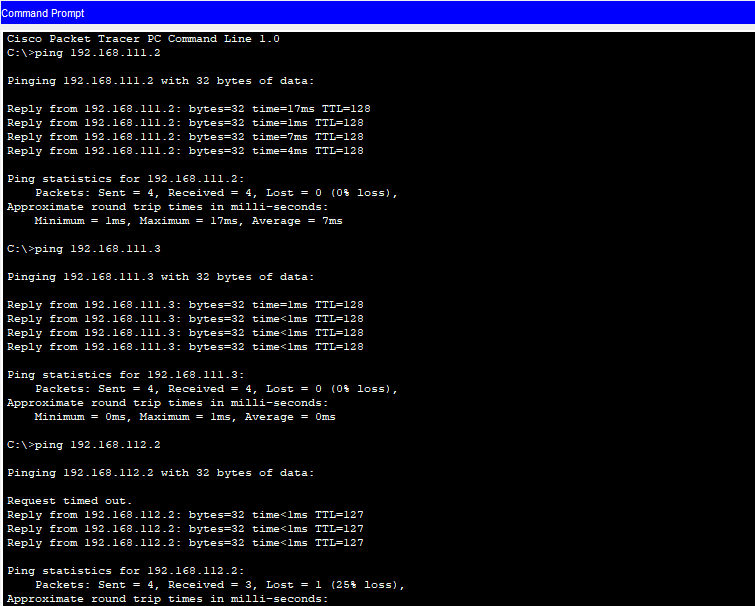 Command Prompt
Cisco Packet Tracer PC Command Line 1.0
C:\>ping 192.168.111.2
Pinging 192.168.111.2 with 32 bytes of data:
Reply from 192.168.111.2: bytes=32 time=17ms TTL=128
Reply from 192.168.111.2: bytes=32 time=1ms TTL=128
Reply from 192.168.111.2: bytes=32 time=7ms TTL=128
Reply from 192.168.111.2: bytes=32 time=4ms TTL=128
Ping statistics for 192.168.111.2:
Packets: Sent = 4, Received = 4, Lost = 0 (0% loss),
Approximate round trip times in milli-seconds:
Minimum = 1ms, Maximum = 17ms, Average = 7ms
C:\>ping 192.168.111.3
Pinging 192.168.111.3 with 32 bytes of data:
Reply from 192.168.111.3: bytes=32 time=1ms TTL=128
Reply from 192.168.111.3: bytes=32 time<1ms TTL=128
Reply from 192.168.111.3: bytes=32 time<1ms TTL=128
Reply from 192.168.111.3: bytes=32 time<1ms TTL=128
Ping statistics for 192.168.111.3:
Packets: Sent = 4, Received = 4, Lost = 0 (0% loss),
Approximate round trip times in milli-seconds:
Minimum = 0ms, Maximum = 1ms, Average = 0ms
C:\>ping 192.168.112.2
Pinging 192.168.112.2 with 32 bytes of data:
Request timed out.
Reply from 192.168.112.2: bytes=32 time<1ms TTL=127
Reply from 192.168.112.2: bytes=32 time<1ms TTL=127
Reply from 192.168.112.2: bytes=32 time<1ms TTL=127
Ping statistics for 192.168.112.2:
Packets: Sent = 4, Received = 3, Lost = 1 (25% loss),
Approximate round trip times in milli-seconds: